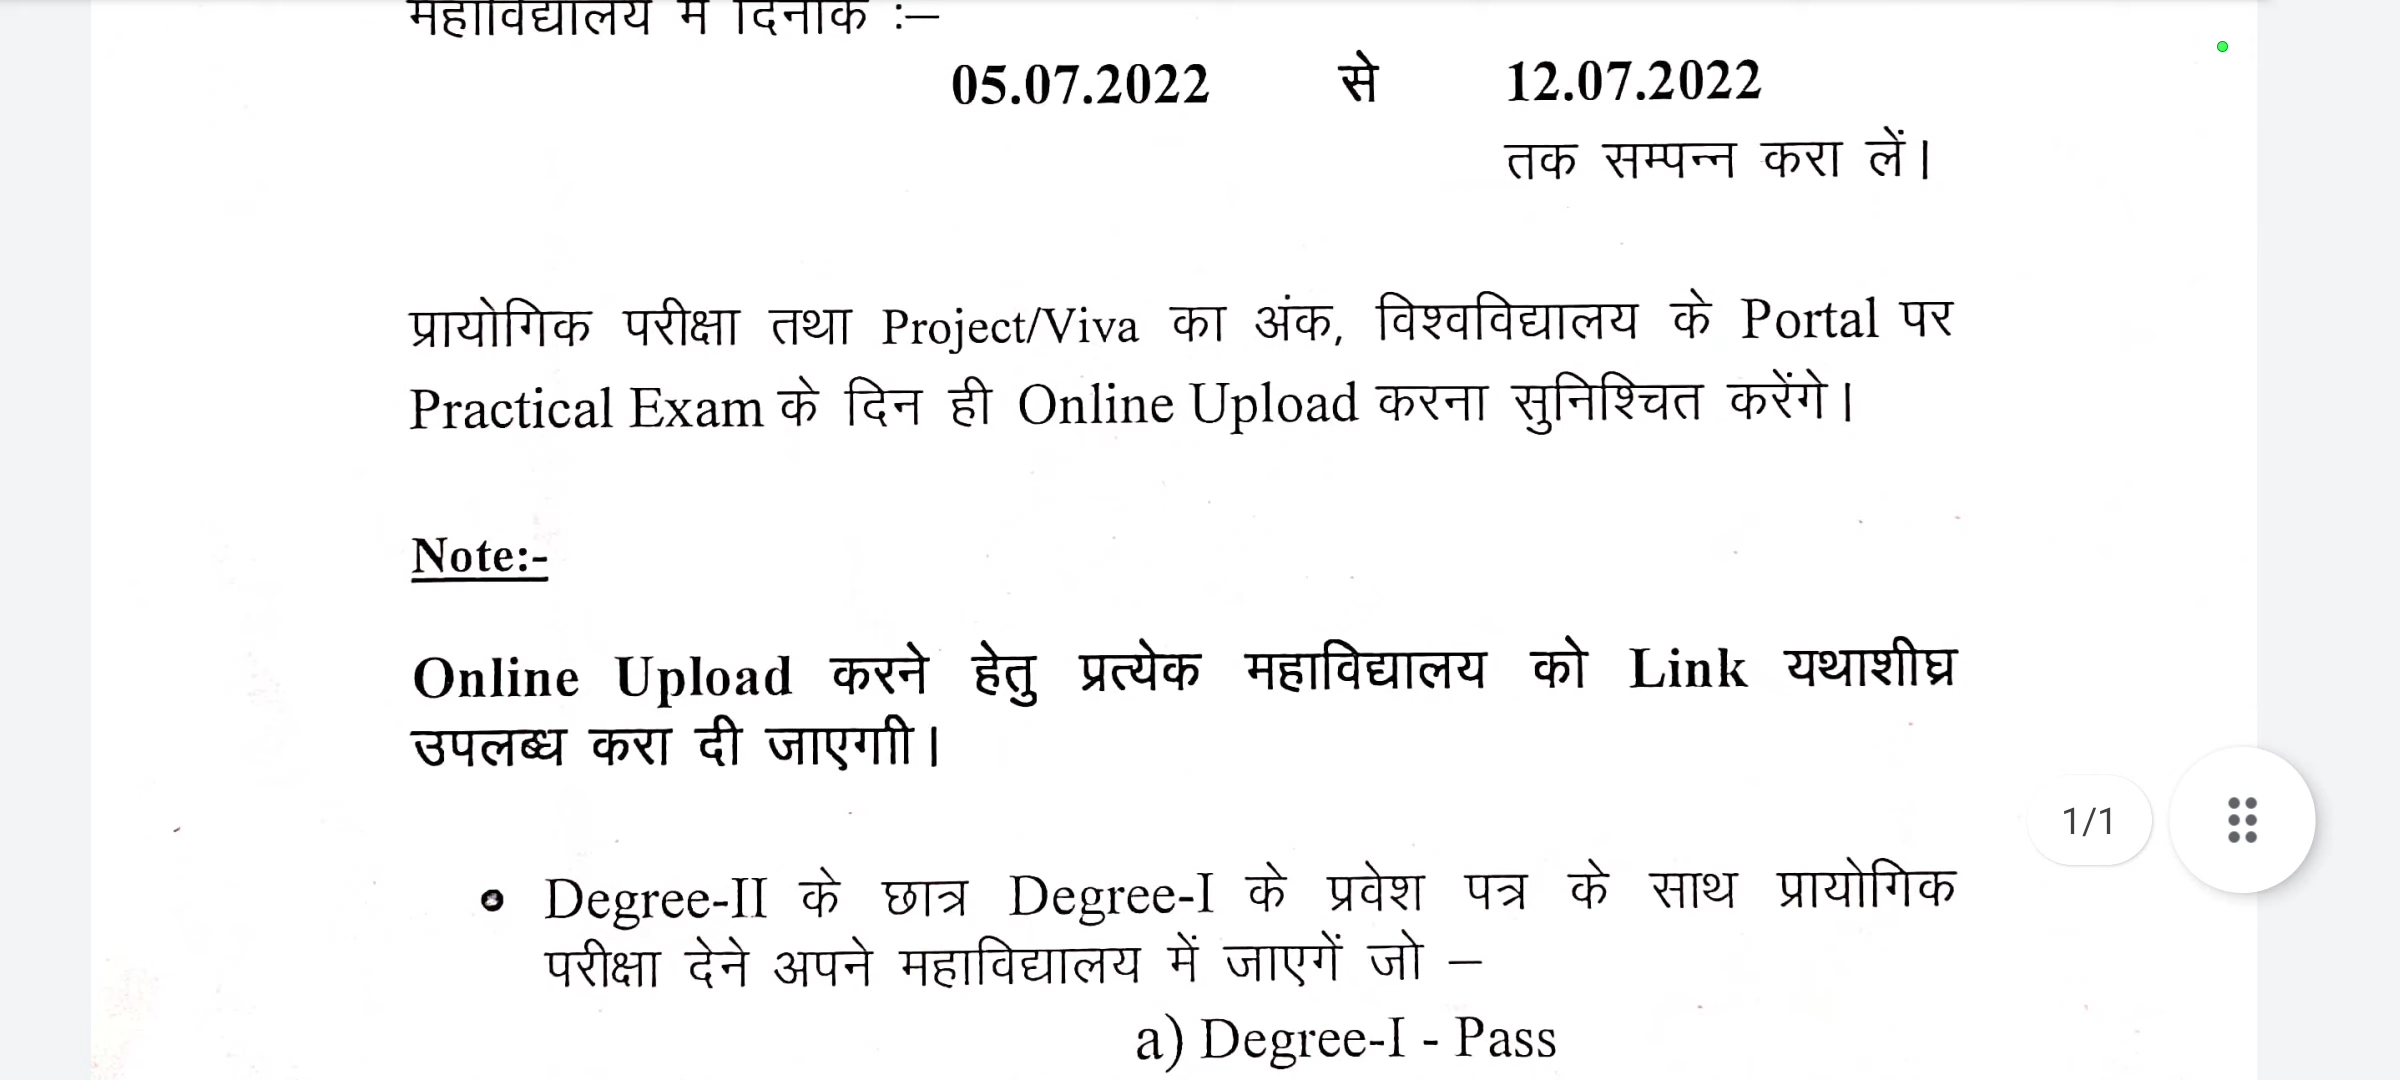 महाविद्यालय में दिनांक :–
05.07.2022 से 12.07.2022
तक सम्पन्न करा लें।
प्रायोगिक परीक्षा तथा Project/Viva का अंक, विश्वविद्यालय के Portal पर
Practical Exam के दिन ही Online Upload करना सुनिश्चित करेंगे।
Note:-
Online Upload करने हेतु प्रत्येक महाविद्यालय को Link यथाशीघ्र
उपलब्ध करा दी जाएगाी।
1/1
• Degree-II के छात्र Degree-I के प्रवेश पत्र के साथ प्रायोगिक
परीक्षा देने अपने महाविद्यालय में जाएगें जो –
a) Degree-I - Pass